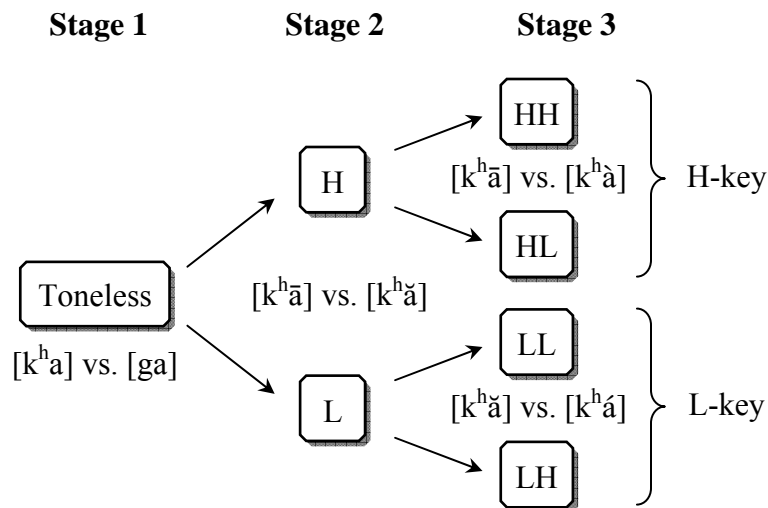 Stage 1 Stage 2 Stage 3
HH
H
[kʰā] vs. [kʰà]
H-key
HL
Toneless
[kʰā] vs. [kʰă]
[kʰa] vs. [ga]
LL
L
[kʰă] vs. [kʰá]
L-key
LH